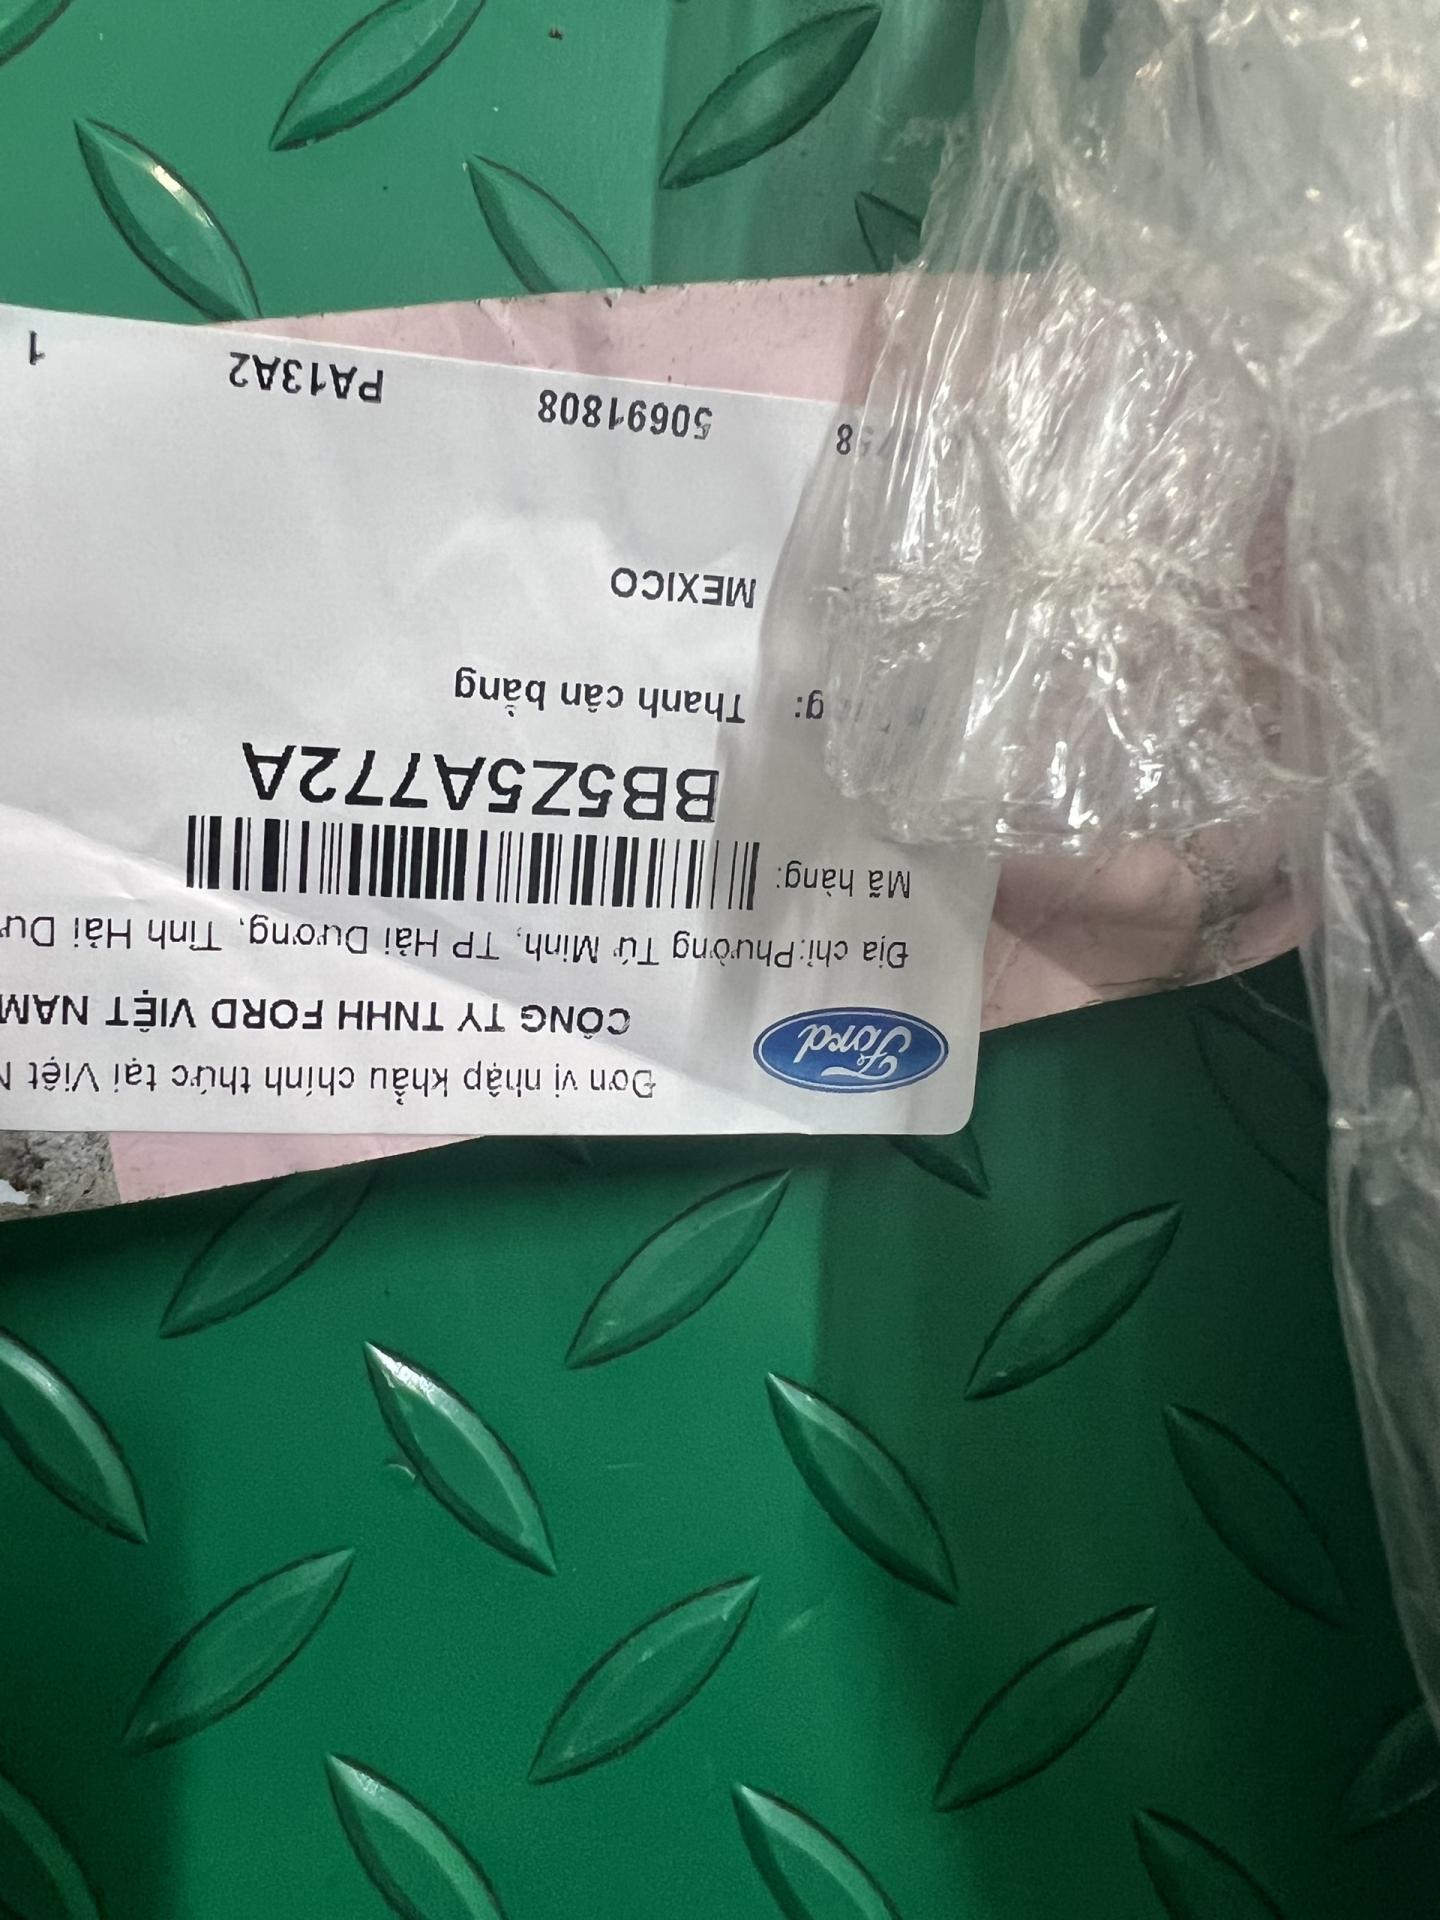 Đơn vị nhập khẩu chính thức tại Việt
Ford
CÔNG TY TNHH FORD VIỆT NAM
Địa chỉ:Phường Tứ Minh, TP Hải Dương, Tỉnh Hải
Mã hàng:
BB5Z5A772A
Thanh cân bằng
MEXICO
50691808 PA13A2 1